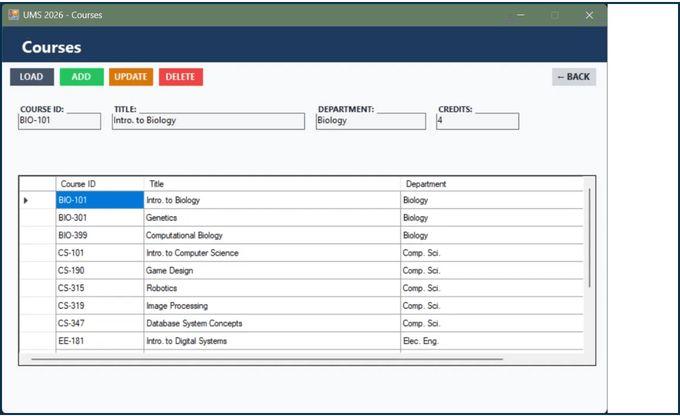 UMS 2026 - Courses
Courses
LOAD ADD UPDATE DELETE ← BACK
COURSE ID: TITLE: DEPARTMENT: CREDITS:
BIO-101 Intro. to Biology Biology 4
Course ID Title Department
BIO-101 Intro. to Biology Biology
BIO-301 Genetics Biology
BIO-399 Computational Biology Biology
CS-101 Intro. to Computer Science Comp. Sci.
CS-190 Game Design Comp. Sci.
CS-315 Robotics Comp. Sci.
CS-319 Image Processing Comp. Sci.
CS-347 Database System Concepts Comp. Sci.
EE-181 Intro. to Digital Systems Elec. Eng.